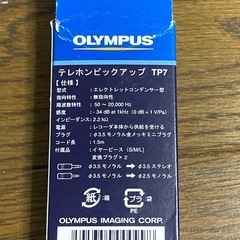 OLYMPUS
テレホンピックアップ TP7
【仕様】
型式：エレクトレットコンデンサー型
指向特性：無指向性
周波数特性：50 〜 20,000 Hz
感度：-34 dB at 1kHz (0 dB = 1 V/Pa)
インピーダンス：2.2 kΩ
電源：レコーダ本体から供給を受ける
プラグ：φ3.5 モノラル金メッキミニプラグ
コード長：1.5m
付属品：イヤーピース (S/M/L)
変換プラグ × 2
φ3.5 モノラル φ3.5 ステレオ
φ3.5 モノラル φ2.5 モノラル
紙 :箱
プラ :袋
PE
OLYMPUS IMAGING CORP.